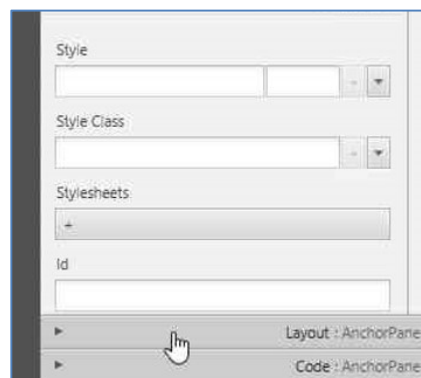 Style
Style Class
Stylesheets
+
Id
Layout : AnchorPane
Code : AnchorPane